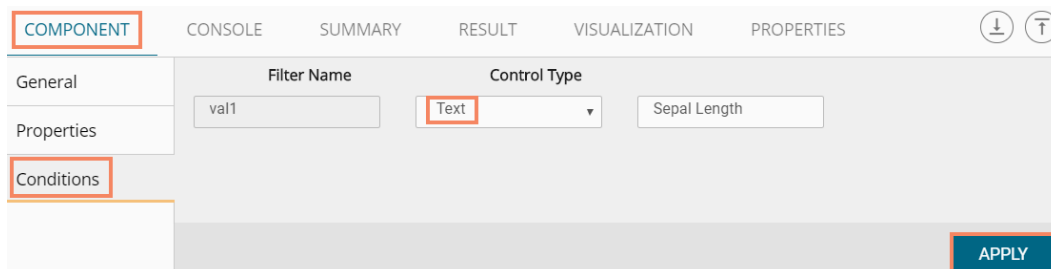 COMPONENT CONSOLE SUMMARY RESULT VISUALIZATION PROPERTIES
General
Properties
Conditions
Filter Name Control Type
val1 Text Sepal Length
APPLY